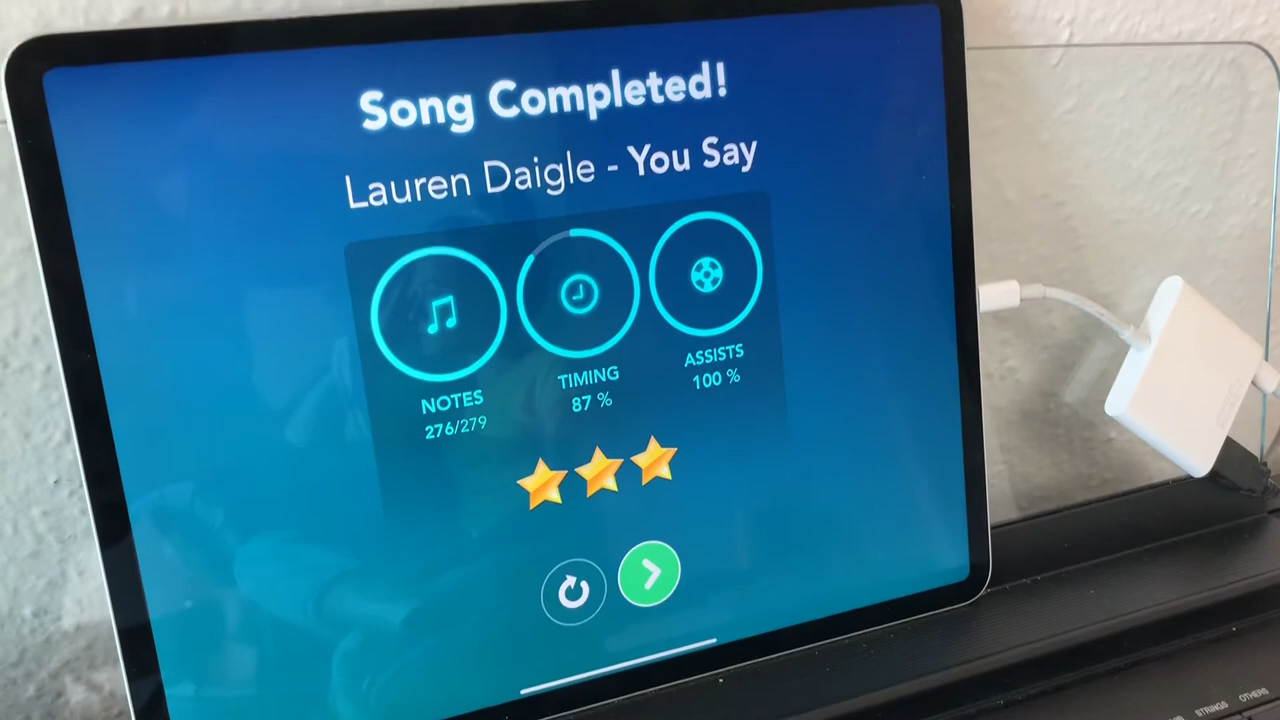 Song Completed!
Lauren Daigle - You Say
NOTES
276/279
TIMING
87 %
ASSISTS
100 %
STRINGS
OTHERS